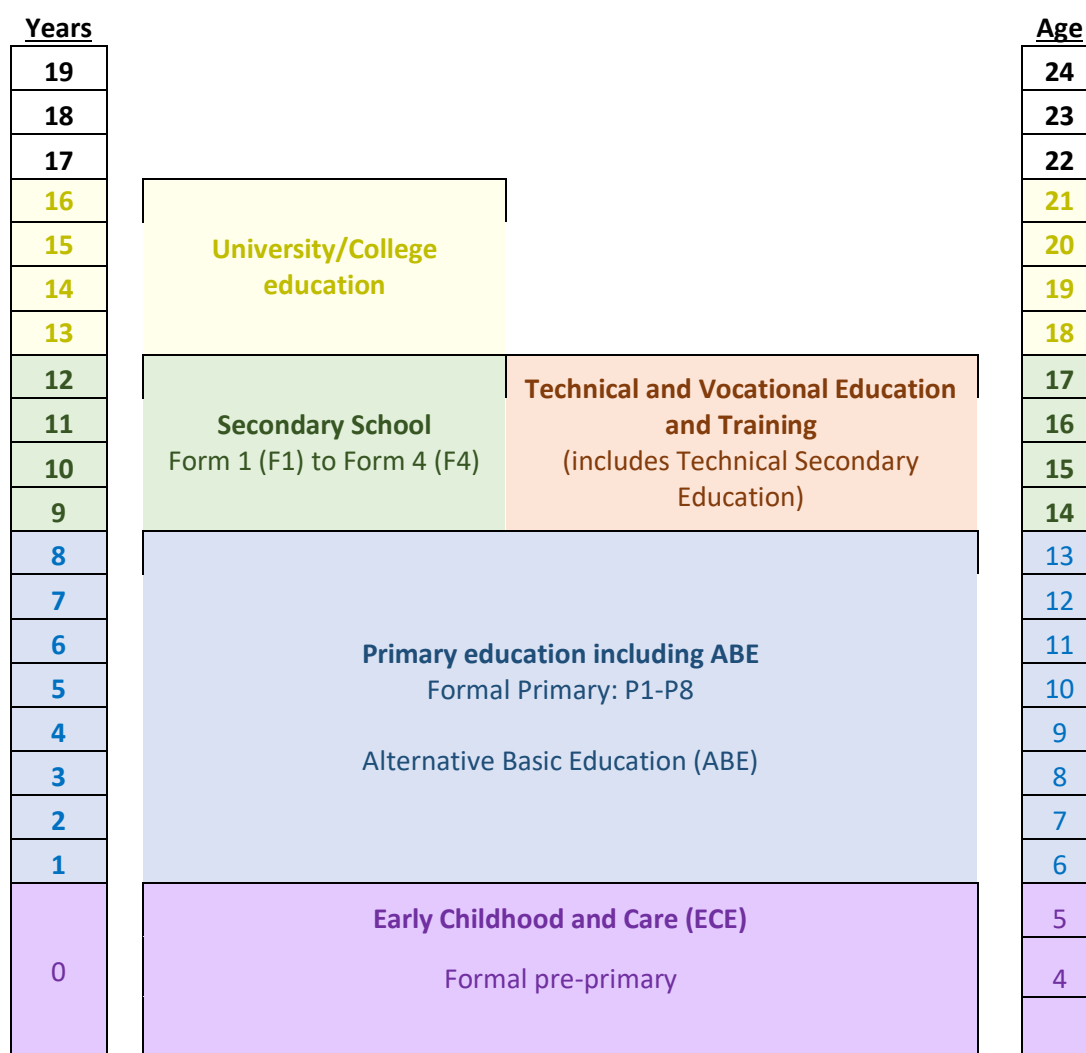 Years Age
19 24
18 23
17 22
16 21
15 University/College education 20
14 19
13 18
12 17
11 Secondary School 16
10 Form 1 (F1) to Form 4 (F4) 15
9 14
Technical and Vocational Education
and Training
(includes Technical Secondary
Education)
8 13
7 12
6 Primary education including ABE 11
5 Formal Primary: P1-P8 10
4 9
3 Alternative Basic Education (ABE) 8
2 7
1 6
Early Childhood and Care (ECE) 5
0 Formal pre-primary 4